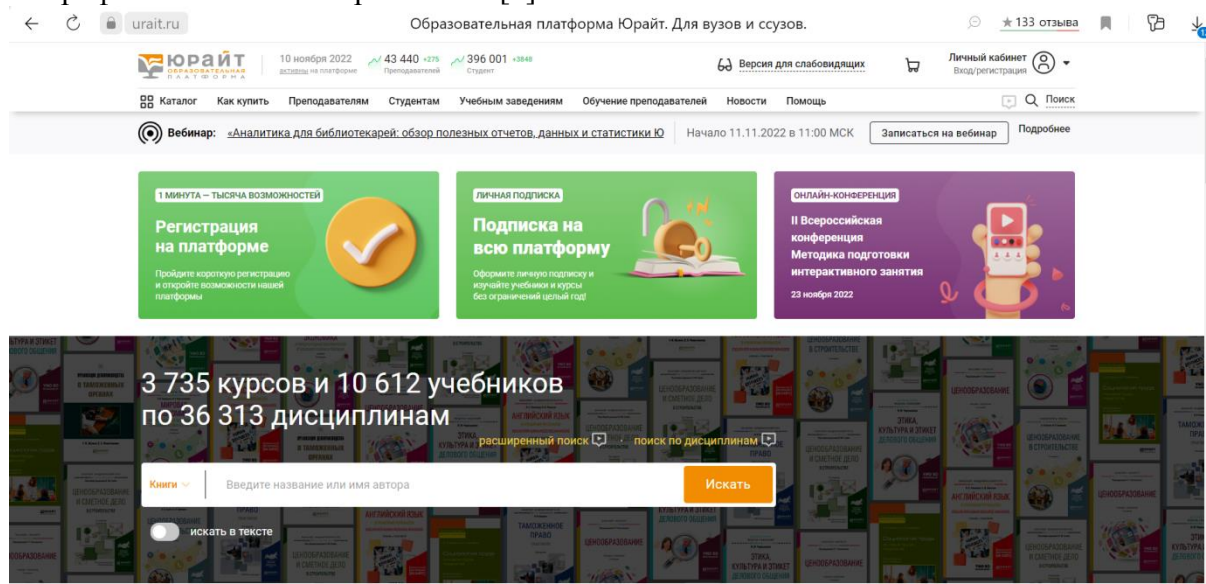 urait.ru
Образовательная платформа Юрайт. Для вузов и ссузов.
★ 133 отзыва
ЮРАЙТ
ОБРАЗОВАТЕЛЬНАЯ
ПЛАТФОРМА
10 ноября 2022
активны на платформе
43 440 +275
Преподавателей
396 001 +3848
Студент
Версия для слабовидящих
Личный кабинет
Вход/регистрация
Каталог Как купить Преподавателям Студентам Учебным заведениям Обучение преподавателей Новости Помощь
Поиск
Вебинар: «Аналитика для библиотекарей: обзор полезных отчетов, данных и статистики Ю
Начало 11.11.2022 в 11:00 МСК
Записаться на вебинар
Подробнее
1 МИНУТА – ТЫСЯЧА ВОЗМОЖНОСТЕЙ
Регистрация
на платформе
Пройдите короткую регистрацию
и откройте возможности нашей
платформы
ЛИЧНАЯ ПОДПИСКА
Подписка на
всю платформу
Оформите личную подписку и
изучайте учебники и курсы
без ограничений целый год!
ОНЛАЙН-КОНФЕРЕНЦИЯ
II Всероссийская
конференция
Методика подготовки
интерактивного занятия
23 ноября 2022
3 735 курсов и 10 612 учебников
по 36 313 дисциплинам
расширенный поиск
поиск по дисциплинам
Книги
Введите название или имя автора
Искать
искать в тексте